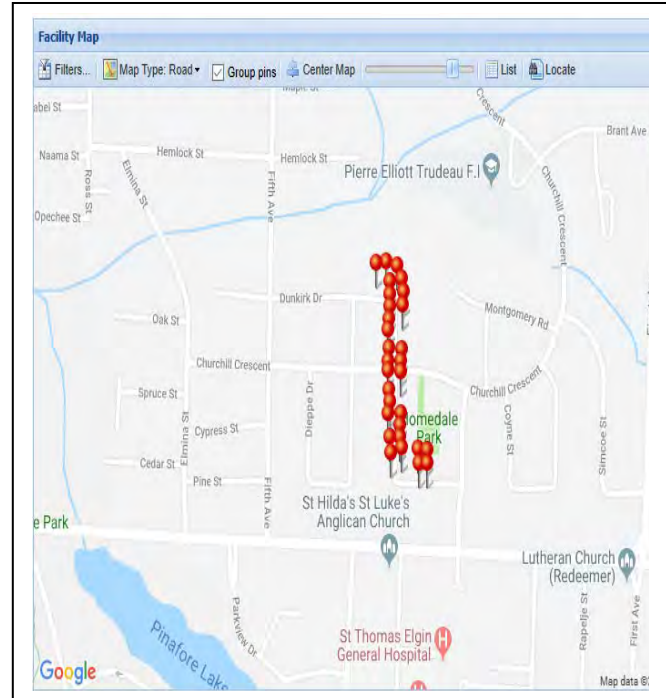 Facility Map
Filters... Map Type: Road Group pins Center Map List Locate
abel St
Maple St
Crescent
Brant Ave
Naama St
Ross St
Elmina St
Hemlock St
Hemlock St
Fifth Ave
Pierre Elliott Trudeau F.I
Churchill Crescent
Opechee St
Dunkirk Dr
Montgomery Rd
Oak St
Churchill Crescent
Churchill Crescent
Spruce St
Dieppe Dr
Elmina St
Cypress St
omedale
Park
Coyne St
Simcoe St
Cedar St
Pine St
Fifth Ave
St Hilda's St Luke's
Anglican Church
e Park
Lutheran Church
(Redeemer)
Parkview Dr
Rapelje St
First Ave
St Thomas Elgin
General Hospital
Pinafore Lake
Google
Map data ©